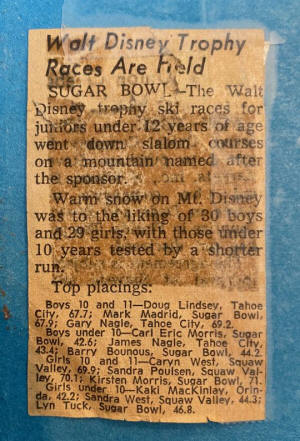 Walt Disney Trophy
Races Are Field
SUGAR BOWL—The Walt
Disney trophy ski races for
juniors under 12 years of age
went down slalom courses
on a mountain named after
the sponsor.
Warm snow on Mt. Disney
was to the liking of 30 boys
and 29 girls, with those under
10 years tested by a shorter
run.
Top placings:
Boys 10 and 11—Doug Lindsey, Tahoe
City, 67.7; Mark Madrid, Sugar Bowl,
67.9; Gary Nagle, Tahoe City, 69.2.
Boys under 10—Carl Eric Morris, Sugar
Bowl, 42.6; James Nagle, Tahoe City,
43.4; Barry Bounous, Sugar Bowl, 44.2.
Girls 10 and 11—Caryn West, Squaw
Valley, 69.9; Sandra Poulsen, Squaw Val-
ley, 70.1; Kirsten Morris, Sugar Bowl, 71.
Girls under 10—Kaki MacKinlay, Orin-
da, 42.2; Sandra West, Squaw Valley, 44.3;
Lyn Tuck, Sugar Bowl, 46.8.